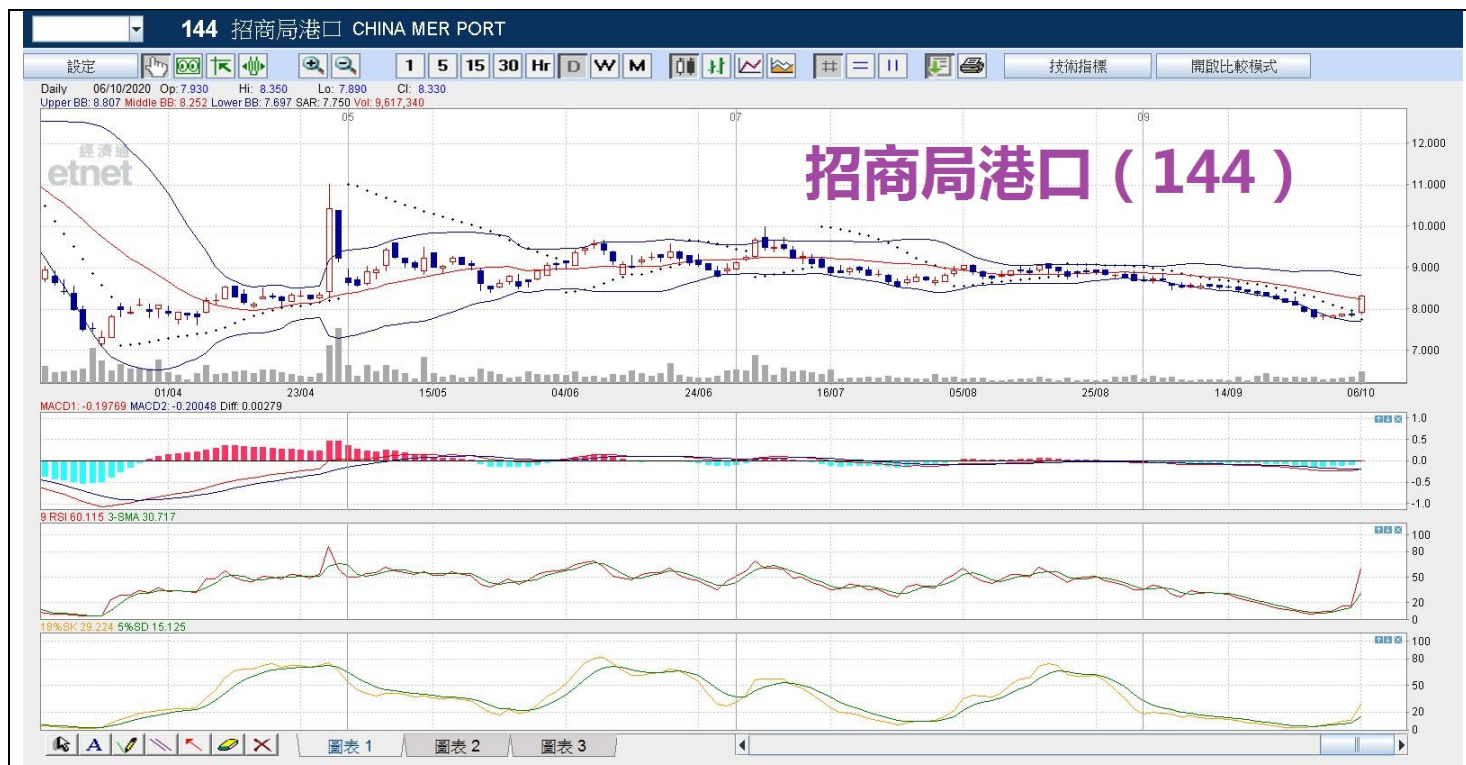 144 招商局港口 CHINA MER PORT
設定 1 5 15 30 Hr D W M 技術指標 開啟比較模式
Daily 06/10/2020 Op: 7.930 Hi: 8.350 Lo: 7.890 Cl: 8.330
Upper BB: 8.807 Middle BB: 8.252 Lower BB: 7.697 SAR: 7.750 Vol: 9,617,340
05 07 09
經濟通
etnet
招商局港口（144）
12.000
11.000
10.000
9.000
8.000
7.000
01/04 23/04 15/05 04/06 24/06 16/07 05/08 25/08 14/09 06/10
MACD1: -0.19769 MACD2: -0.20048 Diff: 0.00279
1.0
0.5
0.0
-0.5
-1.0
9 RSI 60.115 3-SMA 30.717
100
80
50
20
0
18%SK 29.224 5%SD 15.125
100
80
50
20
0
A 圖表 1 圖表 2 圖表 3